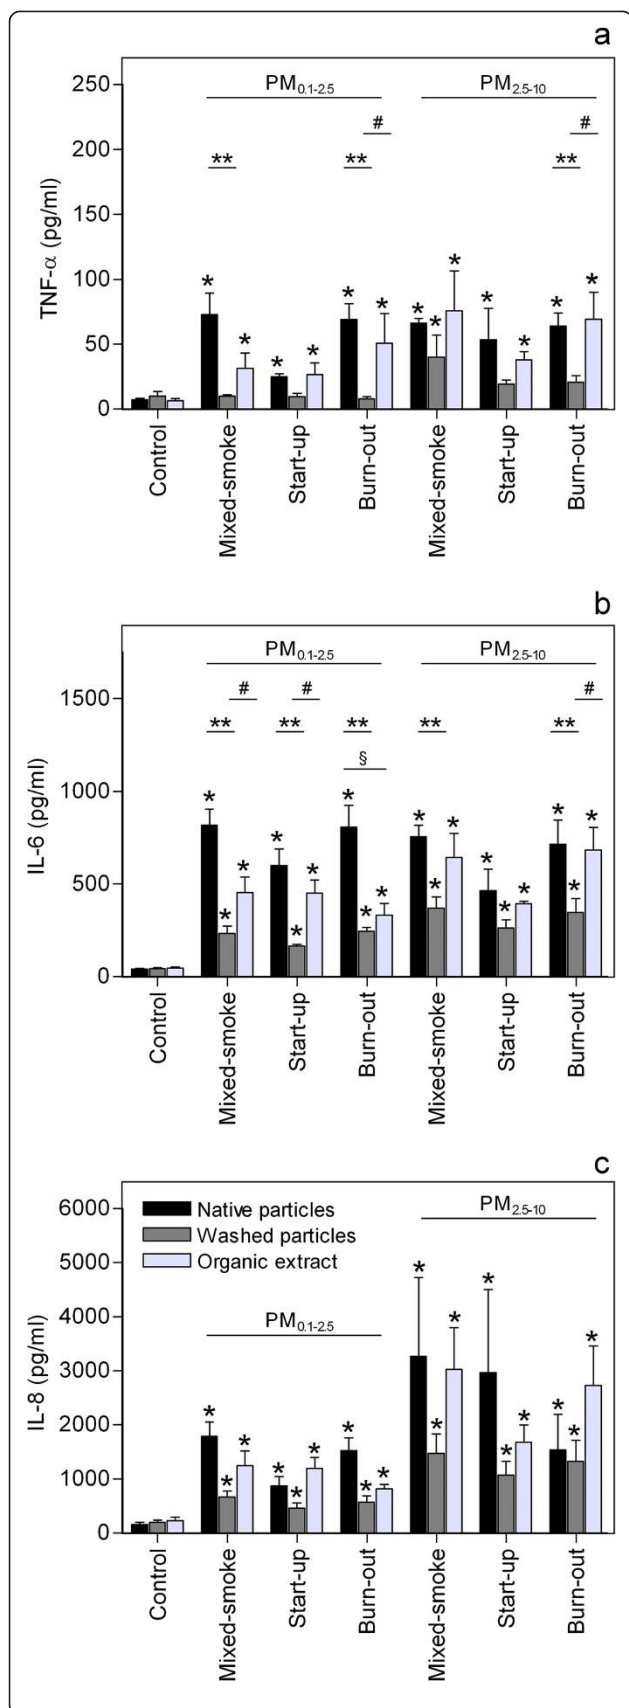 a
PM0.1-2.5 PM2.5-10
# #
** ** **
* * * * * * * * * * * *
TNF-α (pg/ml)
250
200
150
100
50
0
Control Mixed-smoke Start-up Burn-out Mixed-smoke Start-up Burn-out
b
PM0.1-2.5 PM2.5-10
# # #
** ** ** ** **
§
* * * * * * * * * * * * * * * * * *
IL-6 (pg/ml)
1500
1000
500
0
Control Mixed-smoke Start-up Burn-out Mixed-smoke Start-up Burn-out
c
Native particles
Washed particles
Organic extract
PM2.5-10
PM0.1-2.5
* * * * * * * * * * * * * * * * * *
IL-8 (pg/ml)
6000
5000
4000
3000
2000
1000
0
Control Mixed-smoke Start-up Burn-out Mixed-smoke Start-up Burn-out